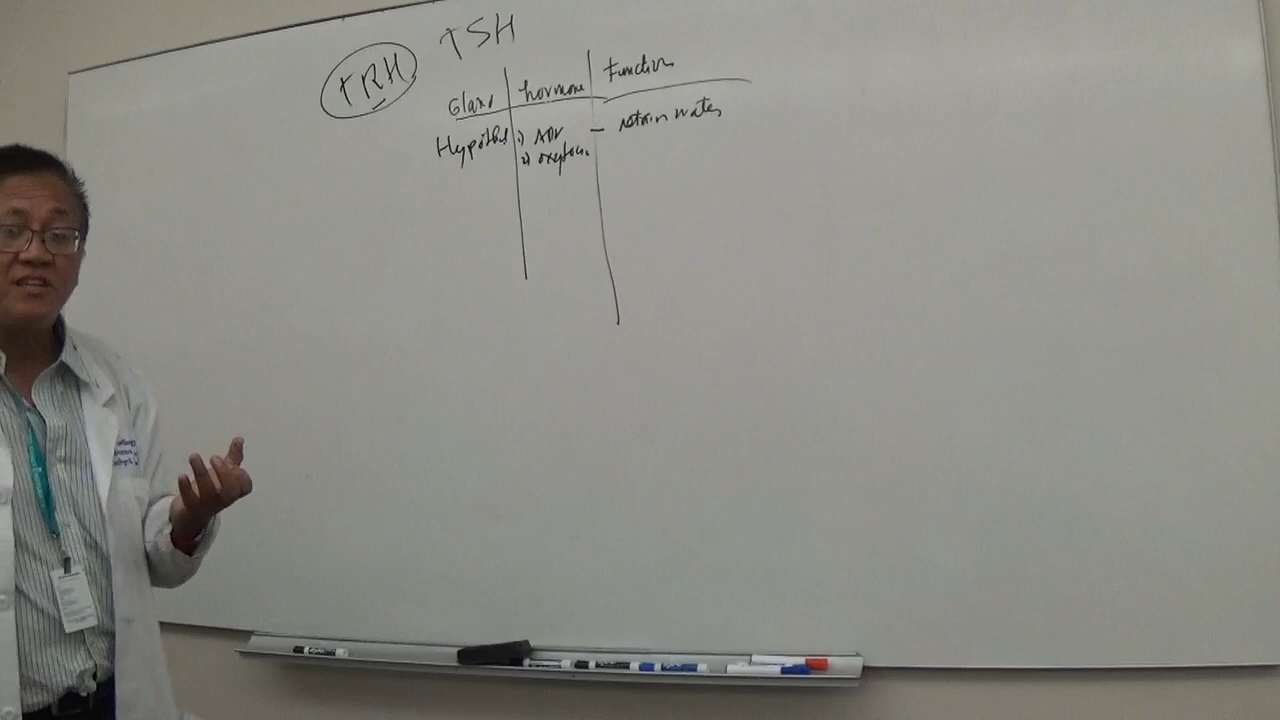 TRH TSH
Gland hormone Function
Hypothal 1) ADH - retain water
2) oxytocin